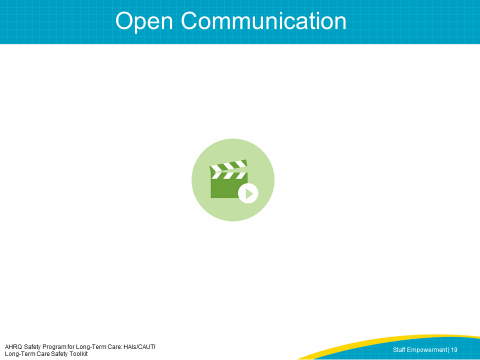 Open Communication
AHRQ Safety Program for Long-Term Care: HAIs/CAUTI
Long-Term Care Safety Toolkit
Staff Empowerment| 19